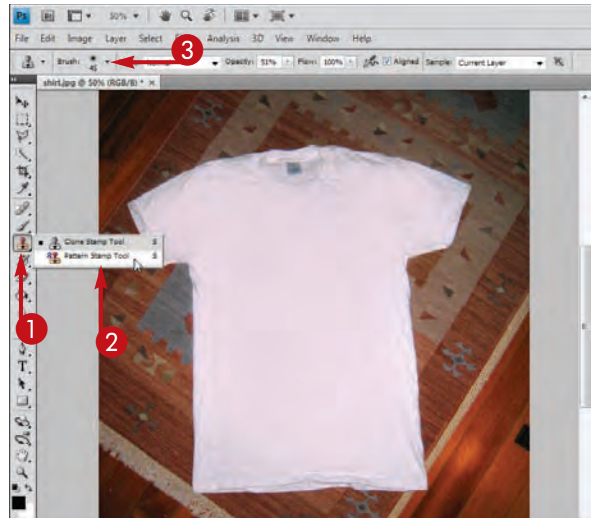 Ps Br 50%
File Edit Image Layer Select Analysis 3D View Window Help
Brush: 45 Opacity: 51% Flow: 100% Aligned Sample: Current Layer
3
shirt.jpg @ 50% (RGB/8) * ×
Clone Stamp Tool S
Pattern Stamp Tool S
1
2
T